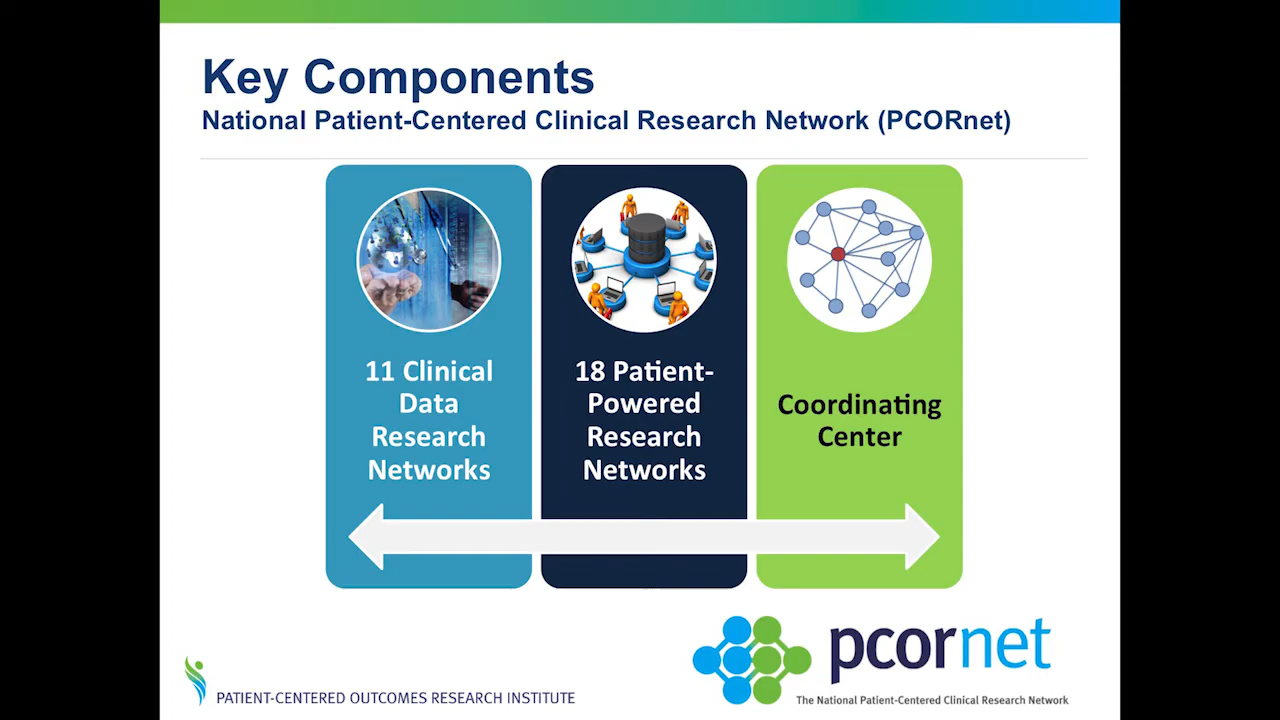 Key Components
National Patient-Centered Clinical Research Network (PCORnet)
11 Clinical
Data
Research
Networks
18 Patient-
Powered
Research
Networks
Coordinating
Center
PATIENT-CENTERED OUTCOMES RESEARCH INSTITUTE
pcornet
The National Patient-Centered Clinical Research Network